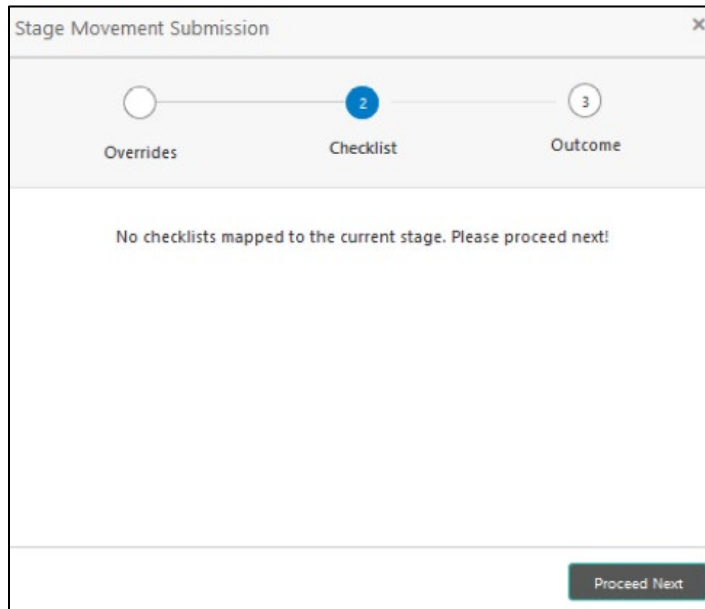 Stage Movement Submission
×
2
3
Overrides
Checklist
Outcome
No checklists mapped to the current stage. Please proceed next!
Proceed Next